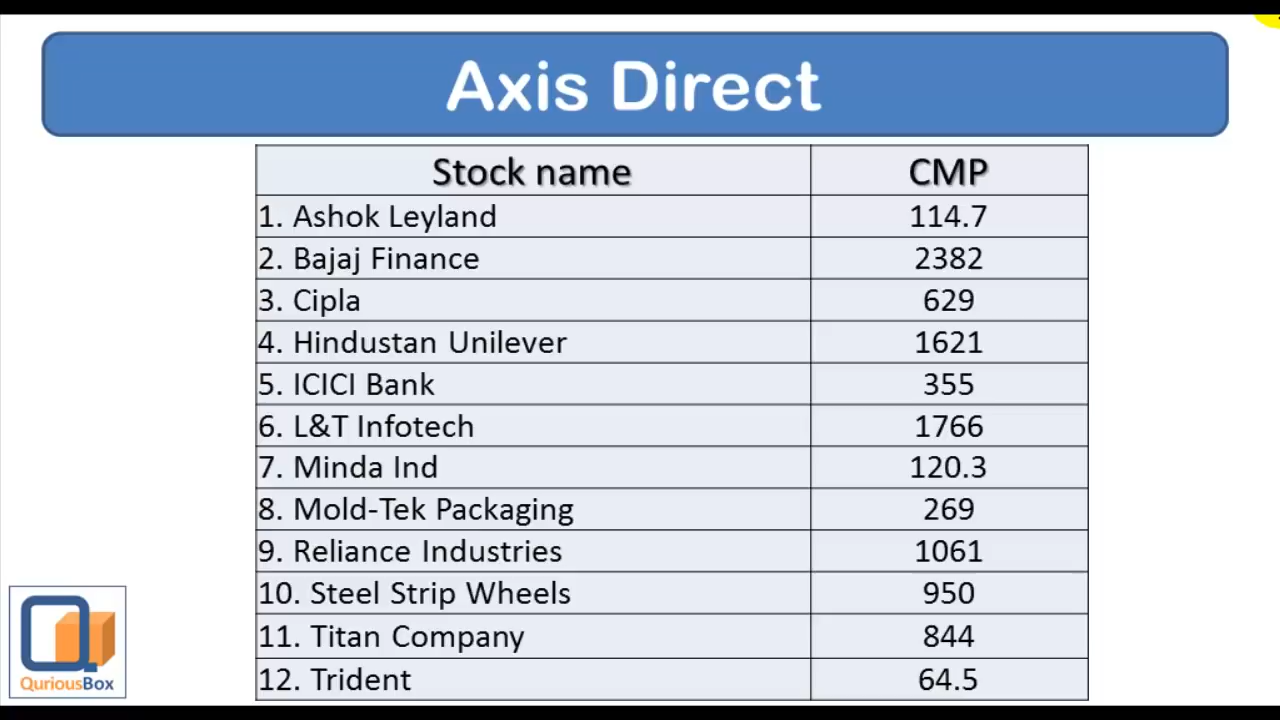 Axis Direct
Stock name CMP
1. Ashok Leyland 114.7
2. Bajaj Finance 2382
3. Cipla 629
4. Hindustan Unilever 1621
5. ICICI Bank 355
6. L&T Infotech 1766
7. Minda Ind 120.3
8. Mold-Tek Packaging 269
9. Reliance Industries 1061
10. Steel Strip Wheels 950
11. Titan Company 844
12. Trident 64.5
QuriousBox